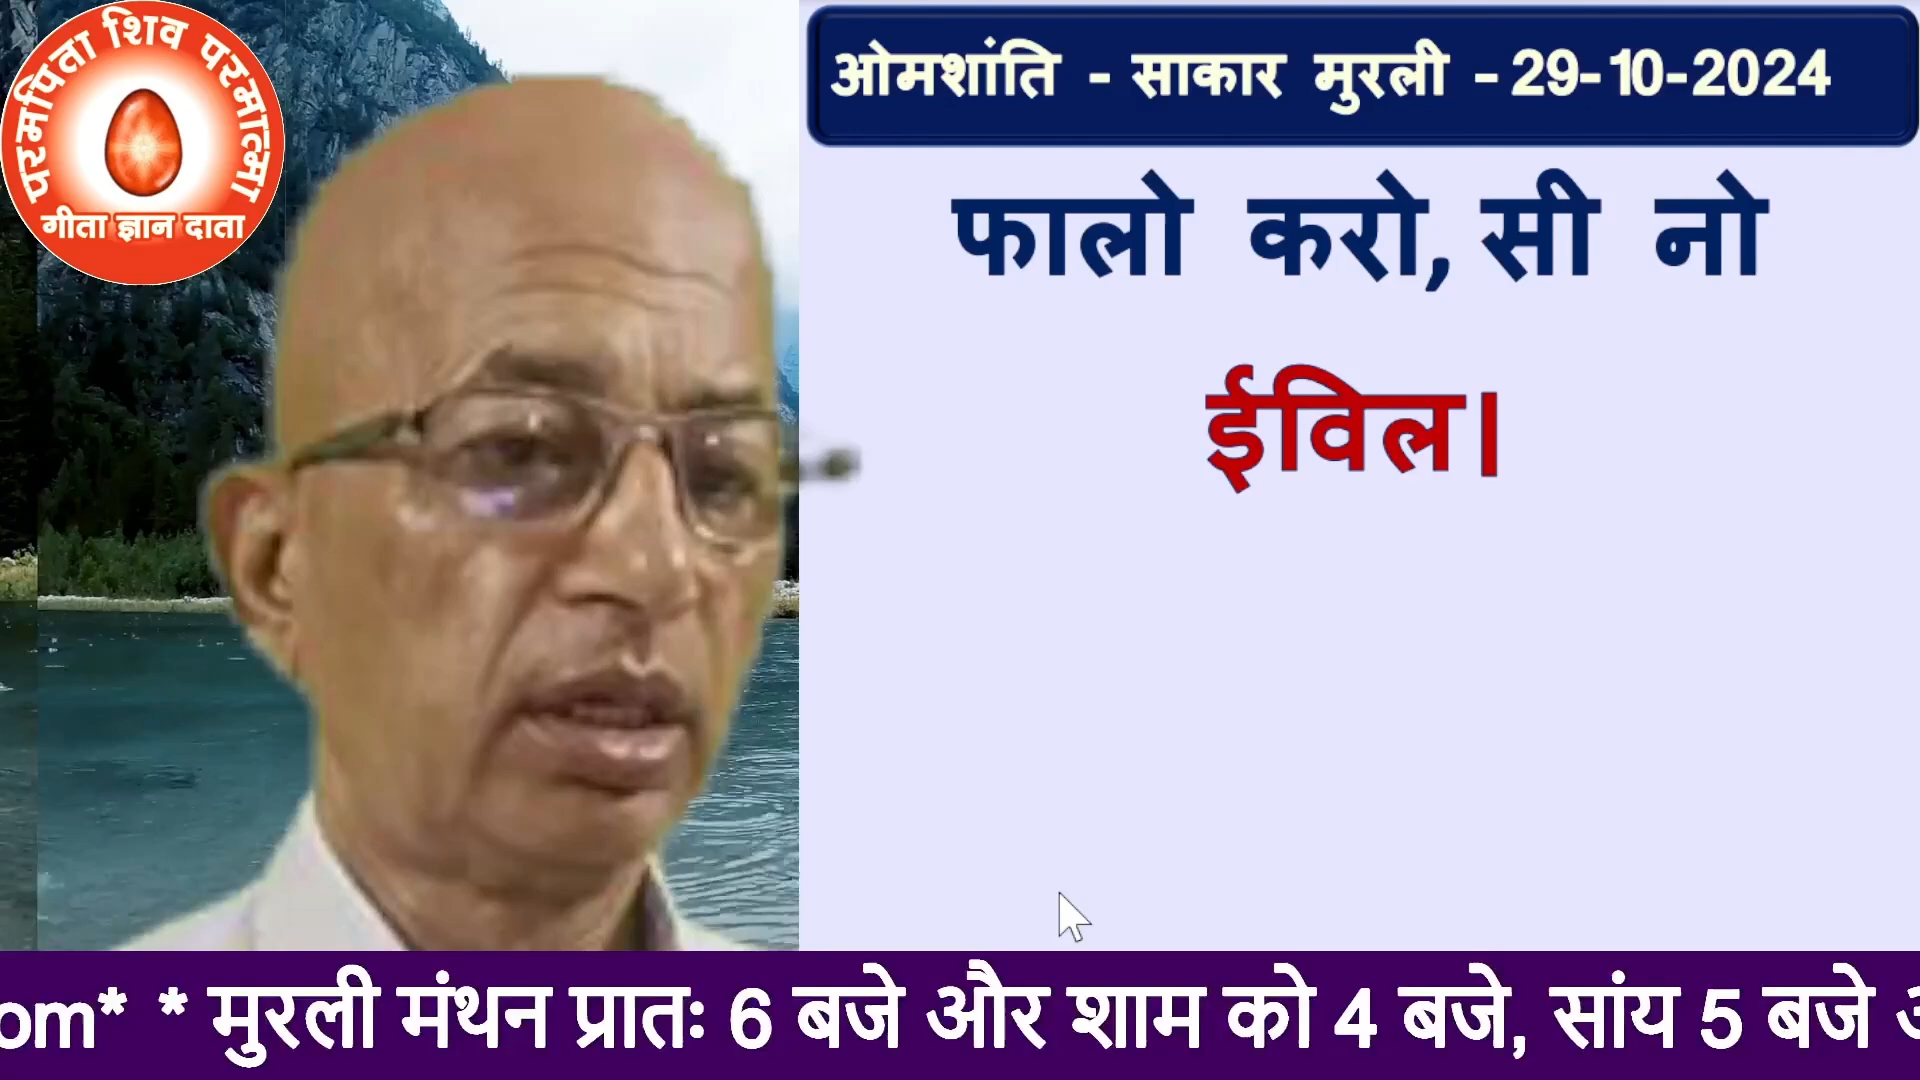 परमपिता शिव परमात्मा
गीता ज्ञान दाता
ओमशांति - साकार मुरली - 29-10-2024
फालो करो, सी नो
ईविल।
om* * मुरली मंथन प्रातः 6 बजे और शाम को 4 बजे, सांय 5 बजे